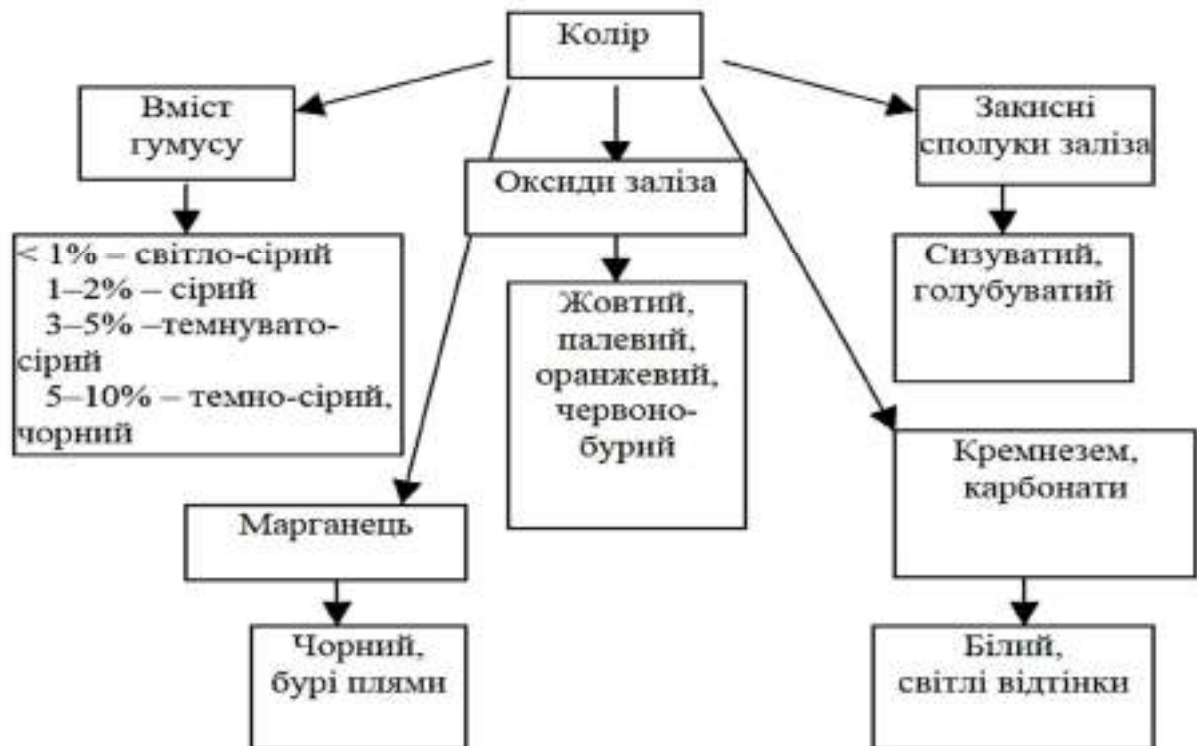 Колір
Вміст
гумусу
Закисні
сполуки заліза
Оксиди заліза
< 1% – світло-сірий
1–2% – сірий
3–5% –темнувато-
сірий
5–10% – темно-сірий,
чорний
Жовтий,
палевий,
оранжевий,
червоно-
бурий
Сизуватий,
голубуватий
Кремнезем,
карбонати
Марганець
Чорний,
бурі плями
Білий,
світлі відтінки